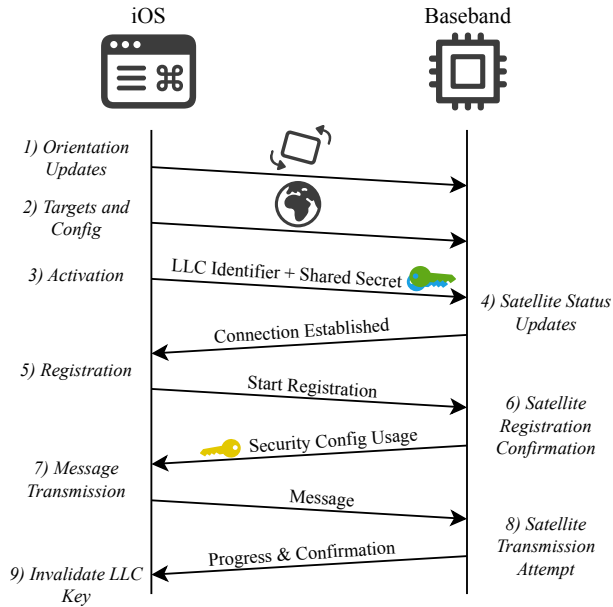 iOS
Baseband
1) Orientation
Updates
2) Targets and
Config
3) Activation
LLC Identifier + Shared Secret
4) Satellite Status
Updates
Connection Established
5) Registration
Start Registration
6) Satellite
Registration
Confirmation
Security Config Usage
7) Message
Transmission
Message
8) Satellite
Transmission
Attempt
Progress & Confirmation
9) Invalidate LLC
Key